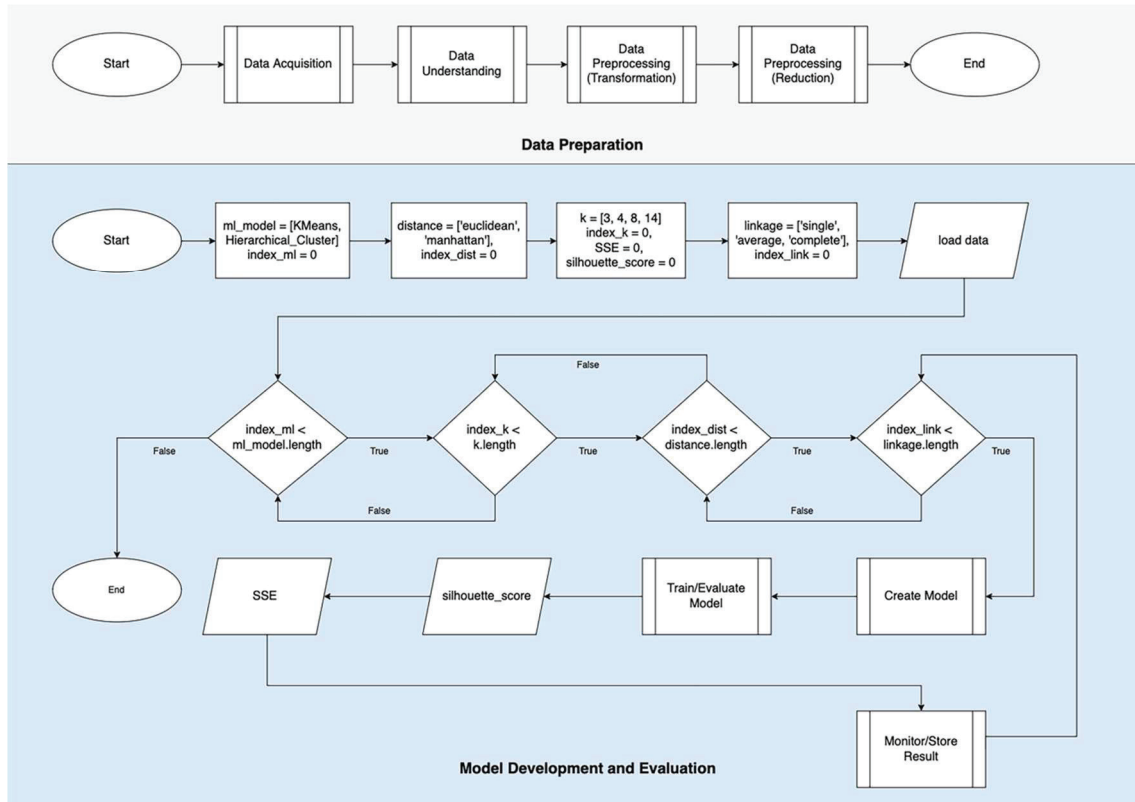 Start
Data Acquisition
Data
Understanding
Data
Preprocessing
(Transformation)
Data
Preprocessing
(Reduction)
End
Data Preparation
Start
ml_model = [KMeans,
Hierarchical_Cluster]
index_ml = 0
distance = ['euclidean',
'manhattan'],
index_dist = 0
k = [3, 4, 8, 14]
index_k = 0,
SSE = 0,
silhouette_score = 0
linkage = ['single',
'average, 'complete'],
index_link = 0
load data
False
index_ml <
ml_model.length
False
True
index_k <
k.length
True
index_dist <
distance.length
True
index_link <
linkage.length
True
False
False
End
SSE
silhouette_score
Train/Evaluate
Model
Create Model
Monitor/Store
Result
Model Development and Evaluation